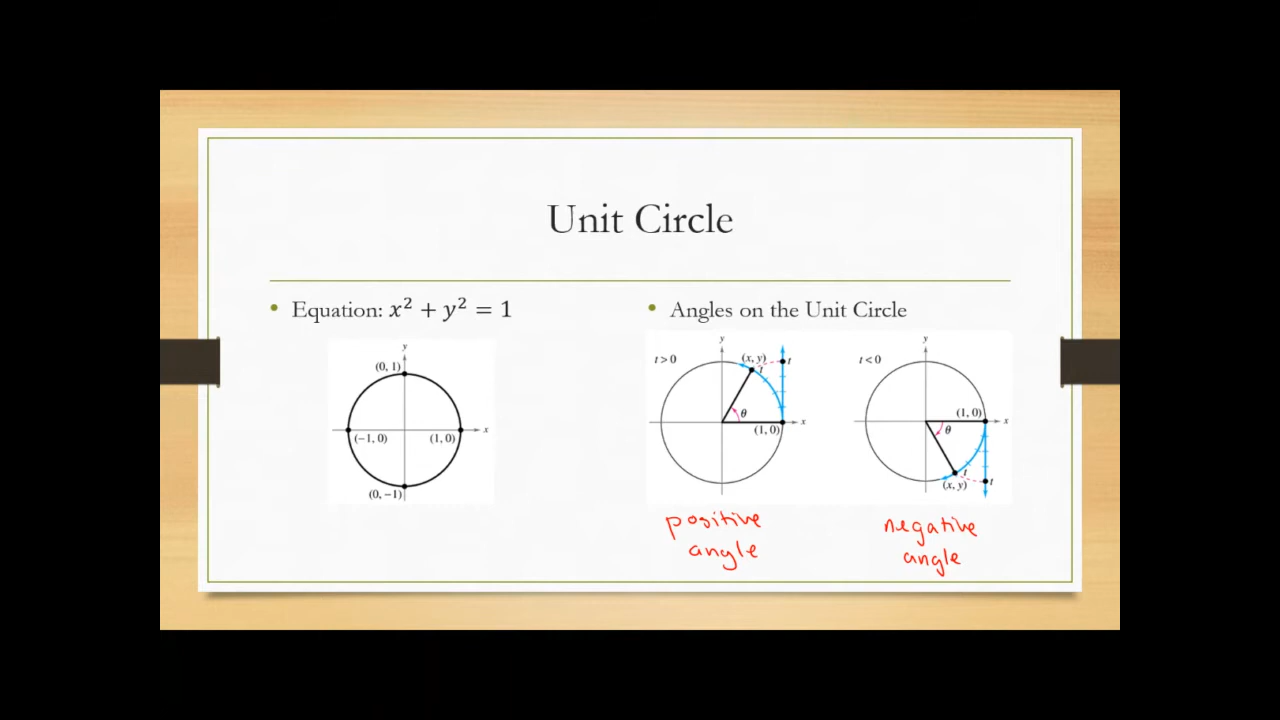 Unit Circle
• Equation: x² + y² = 1
y
(0, 1)
(−1, 0)
(1, 0)
x
(0, −1)
• Angles on the Unit Circle
y
t > 0
(x, y)
t
t
θ
(1, 0)
x
positive
angle
y
t < 0
(1, 0)
x
θ
t
(x, y)
t
negative
angle